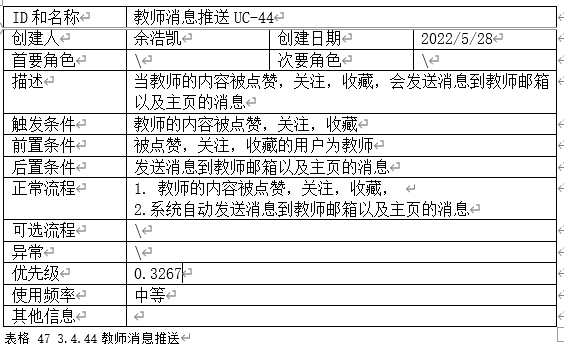 ID和名称 教师消息推送UC-44
创建人 余浩凯 创建日期 2022/5/28
首要角色 \ 次要角色 \
描述 当教师的内容被点赞，关注，收藏，会发送消息到教师邮箱
以及主页的消息
触发条件 教师的内容被点赞，关注，收藏
前置条件 被点赞，关注，收藏的用户为教师
后置条件 发送消息到教师邮箱以及主页的消息
正常流程 1. 教师的内容被点赞，关注，收藏，
2.系统自动发送消息到教师邮箱以及主页的消息
可选流程 \
异常 \
优先级 0.3267
使用频率 中等
其他信息
表格 47 3.4.44教师消息推送